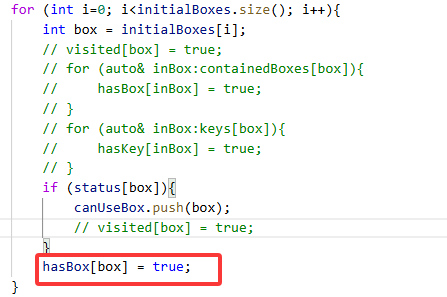 for (int i=0; i<initialBoxes.size(); i++){
    int box = initialBoxes[i];
    // visited[box] = true;
    // for (auto& inBox:containedBoxes[box]){
    //     hasBox[inBox] = true;
    // }
    // for (auto& inBox:keys[box]){
    //     hasKey[inBox] = true;
    // }
    if (status[box]){
        canUseBox.push(box);
        // visited[box] = true;
    }
    hasBox[box] = true;
}